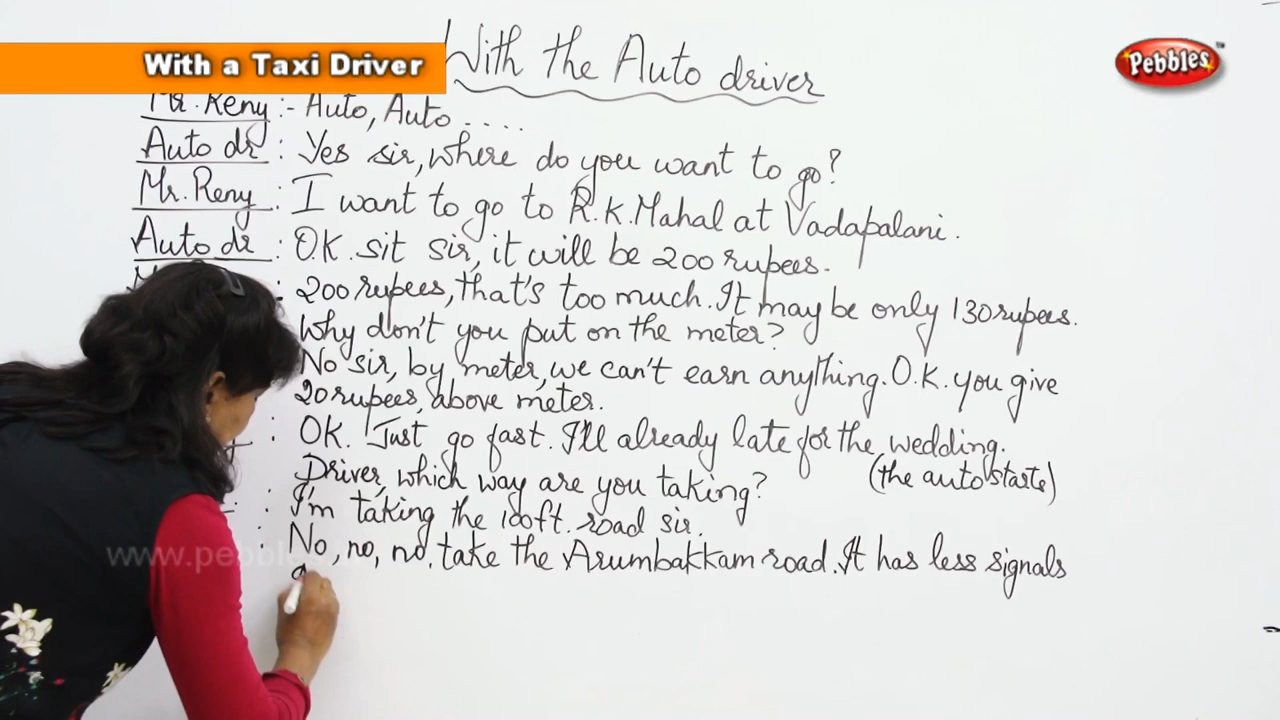 With a Taxi Driver
With the Auto driver
Pebbles
Mr. Reny :- Auto, Auto . . . .
Auto dr : Yes sir, where do you want to go?
Mr. Reny : I want to go to R.K. Mahal at Vadapalani.
Auto dr : O.K. sit sir, it will be 200 rupees.
: 200 rupees, that's too much. It may be only 130 rupees.
Why don't you put on the meter?
No sir, by meter, we can't earn anything. O.K. you give
20 rupees, above meter.
: OK. Just go fast. I'll already late for the wedding.
(the auto starts)
Driver, which way are you taking?
: I'm taking the 100ft. road sir.
: No, no, no, take the Arumbakkam road. It has less signals
www.pebbles